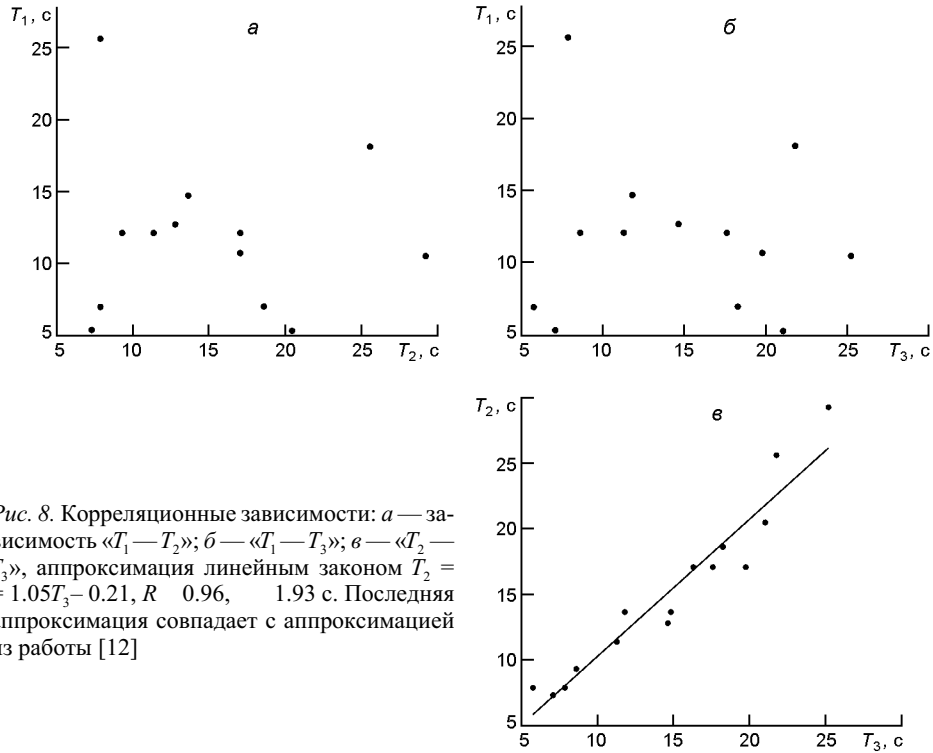 T₁, с
а
25
20
15
10
5
5 10 15 20 25 T₂, с
T₁, с
б
25
20
15
10
5
5 10 15 20 25 T₃, с
T₂, с
в
25
20
15
10
5
5 10 15 20 25 T₃, с
Рис. 8. Корреляционные зависимости: а — за-
висимость «T₁—T₂»; б — «T₁—T₃»; в — «T₂ —
T₃», аппроксимация линейным законом T₂ =
= 1.05T₃– 0.21, R 0.96, 1.93 с. Последняя
аппроксимация совпадает с аппроксимацией
из работы [12]